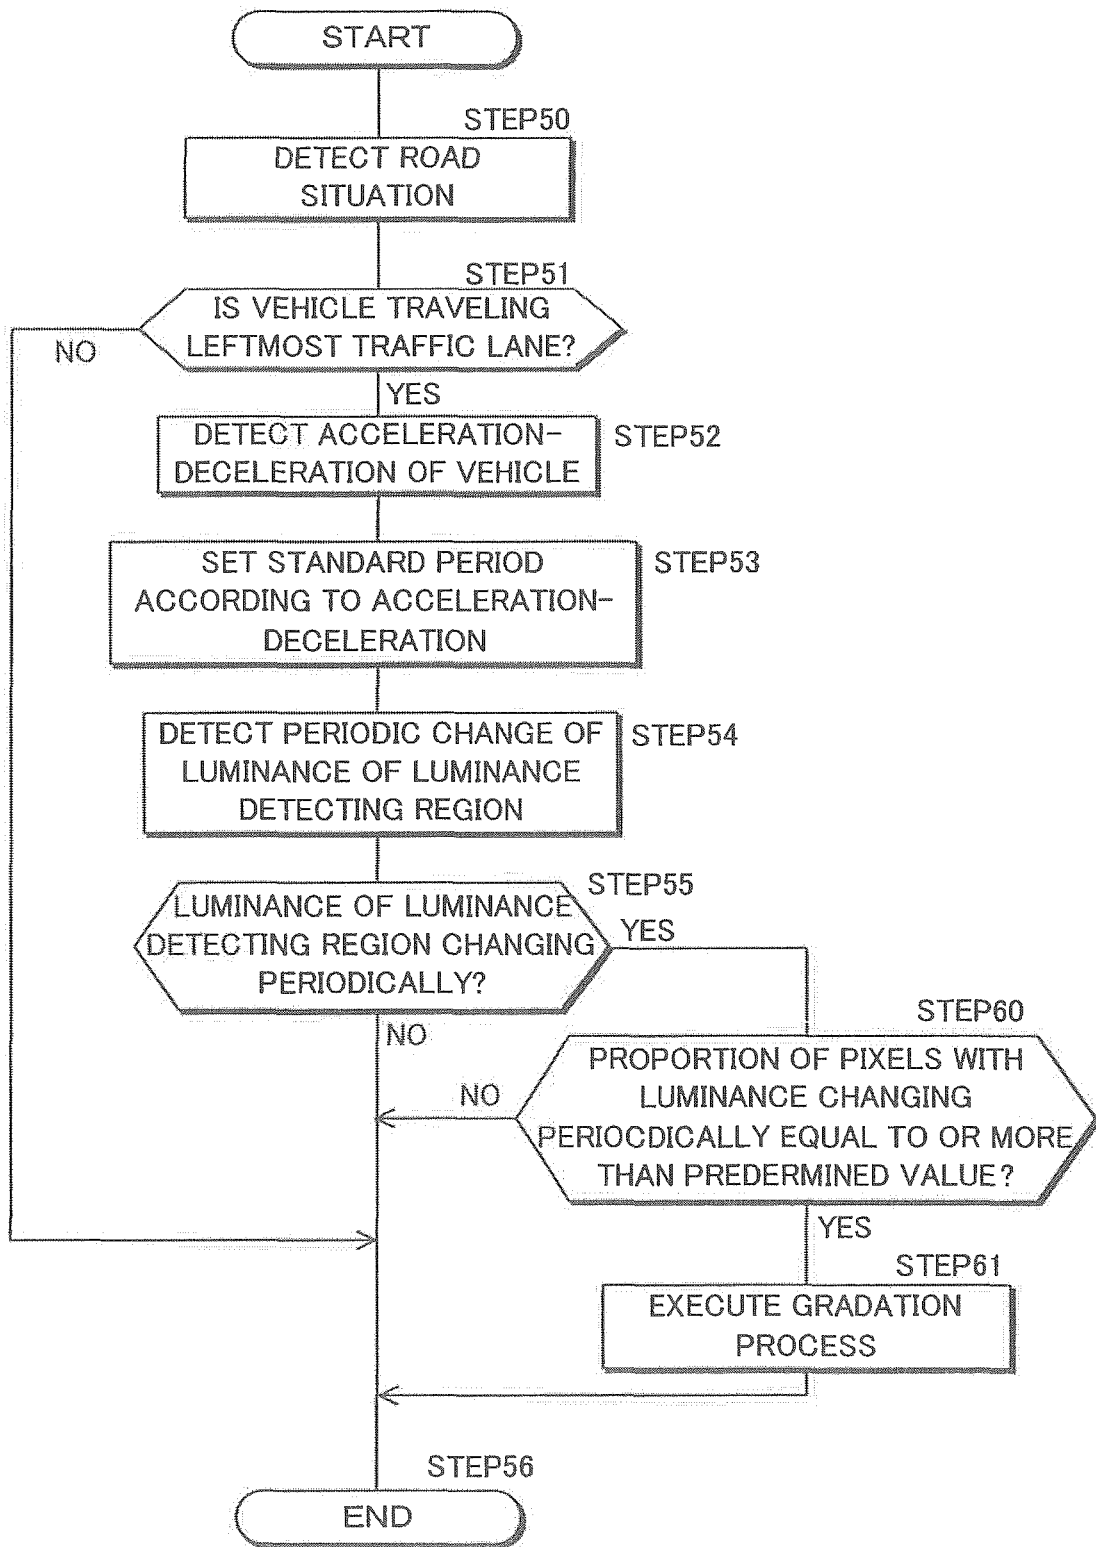 START
STEP50
DETECT ROAD
SITUATION
STEP51
IS VEHICLE TRAVELING
LEFTMOST TRAFFIC LANE?
NO
YES
DETECT ACCELERATION-
DECELERATION OF VEHICLE
STEP52
SET STANDARD PERIOD
ACCORDING TO ACCELERATION-
DECELERATION
STEP53
DETECT PERIODIC CHANGE OF
LUMINANCE OF LUMINANCE
DETECTING REGION
STEP54
STEP55
LUMINANCE OF LUMINANCE
DETECTING REGION CHANGING
PERIODICALLY?
YES
NO
STEP60
PROPORTION OF PIXELS WITH
LUMINANCE CHANGING
PERIOCDICALLY EQUAL TO OR MORE
THAN PREDERMINED VALUE?
NO
YES
STEP61
EXECUTE GRADATION
PROCESS
STEP56
END